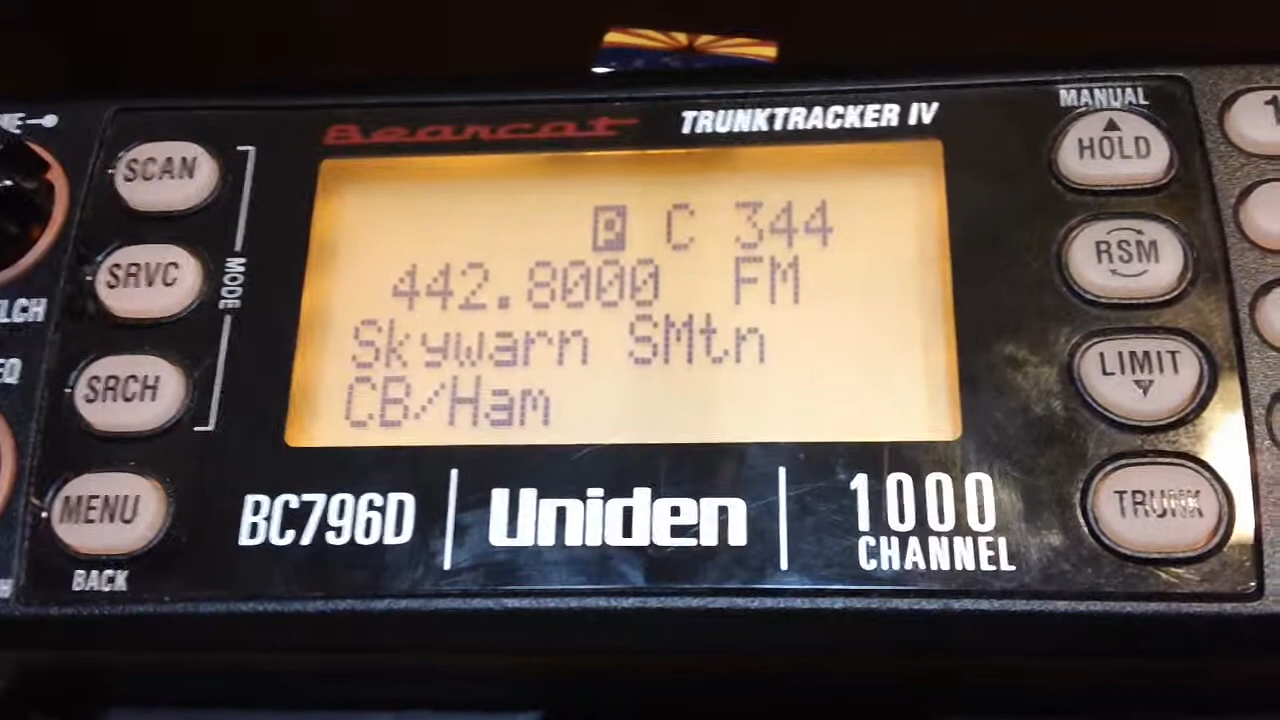 MANUAL
Bearcat TRUNKTRACKER IV
SCAN
HOLD
P C 344
SRVC
MODE
442.8000 FM
RSM
Skywarn SMtn
SRCH
CB/Ham
LIMIT
MENU
BC796D Uniden 1000 CHANNEL
TRUNK
BACK
1